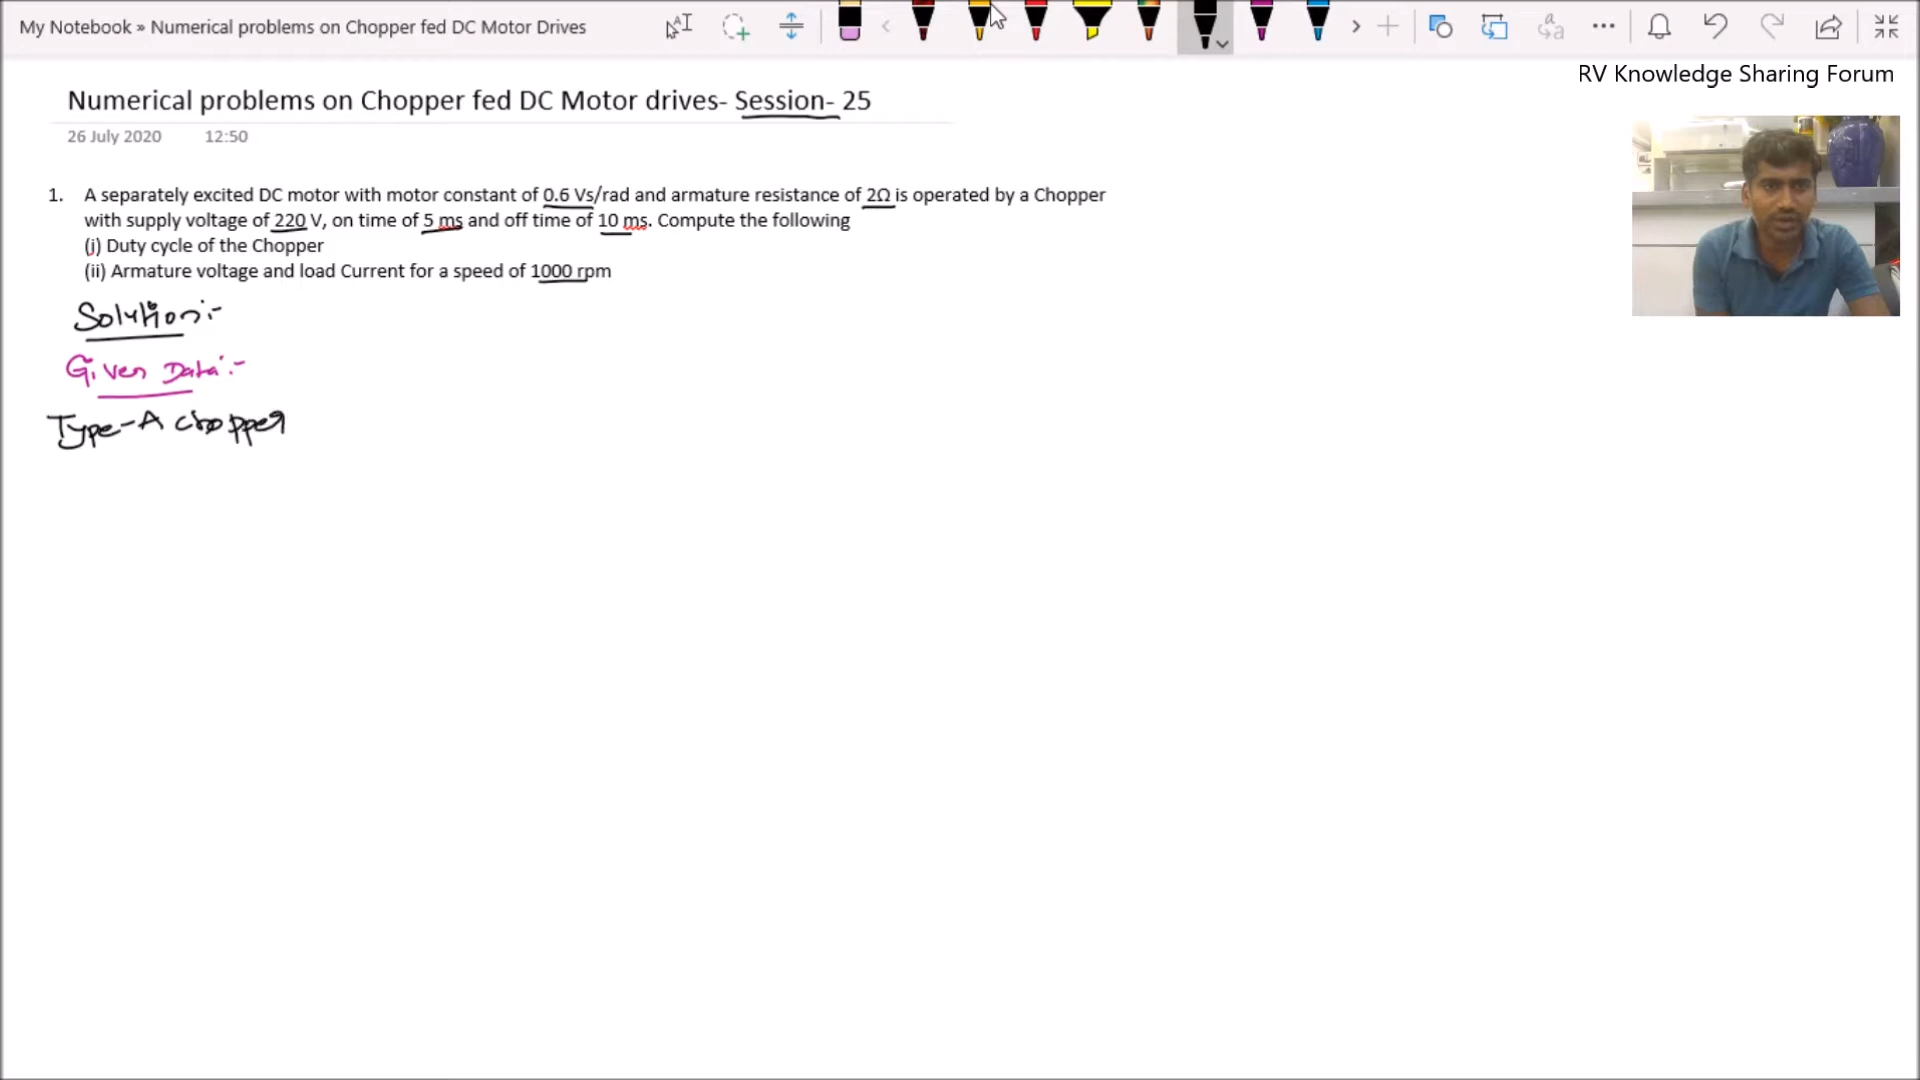 My Notebook » Numerical problems on Chopper fed DC Motor Drives
RV Knowledge Sharing Forum
Numerical problems on Chopper fed DC Motor drives- Session- 25
26 July 2020 12:50
1. A separately excited DC motor with motor constant of 0.6 Vs/rad and armature resistance of 2Ω is operated by a Chopper
with supply voltage of 220 V, on time of 5 ms and off time of 10 ms. Compute the following
(i) Duty cycle of the Chopper
(ii) Armature voltage and load Current for a speed of 1000 rpm
Solution:-
Given Data:-
Type-A chopper